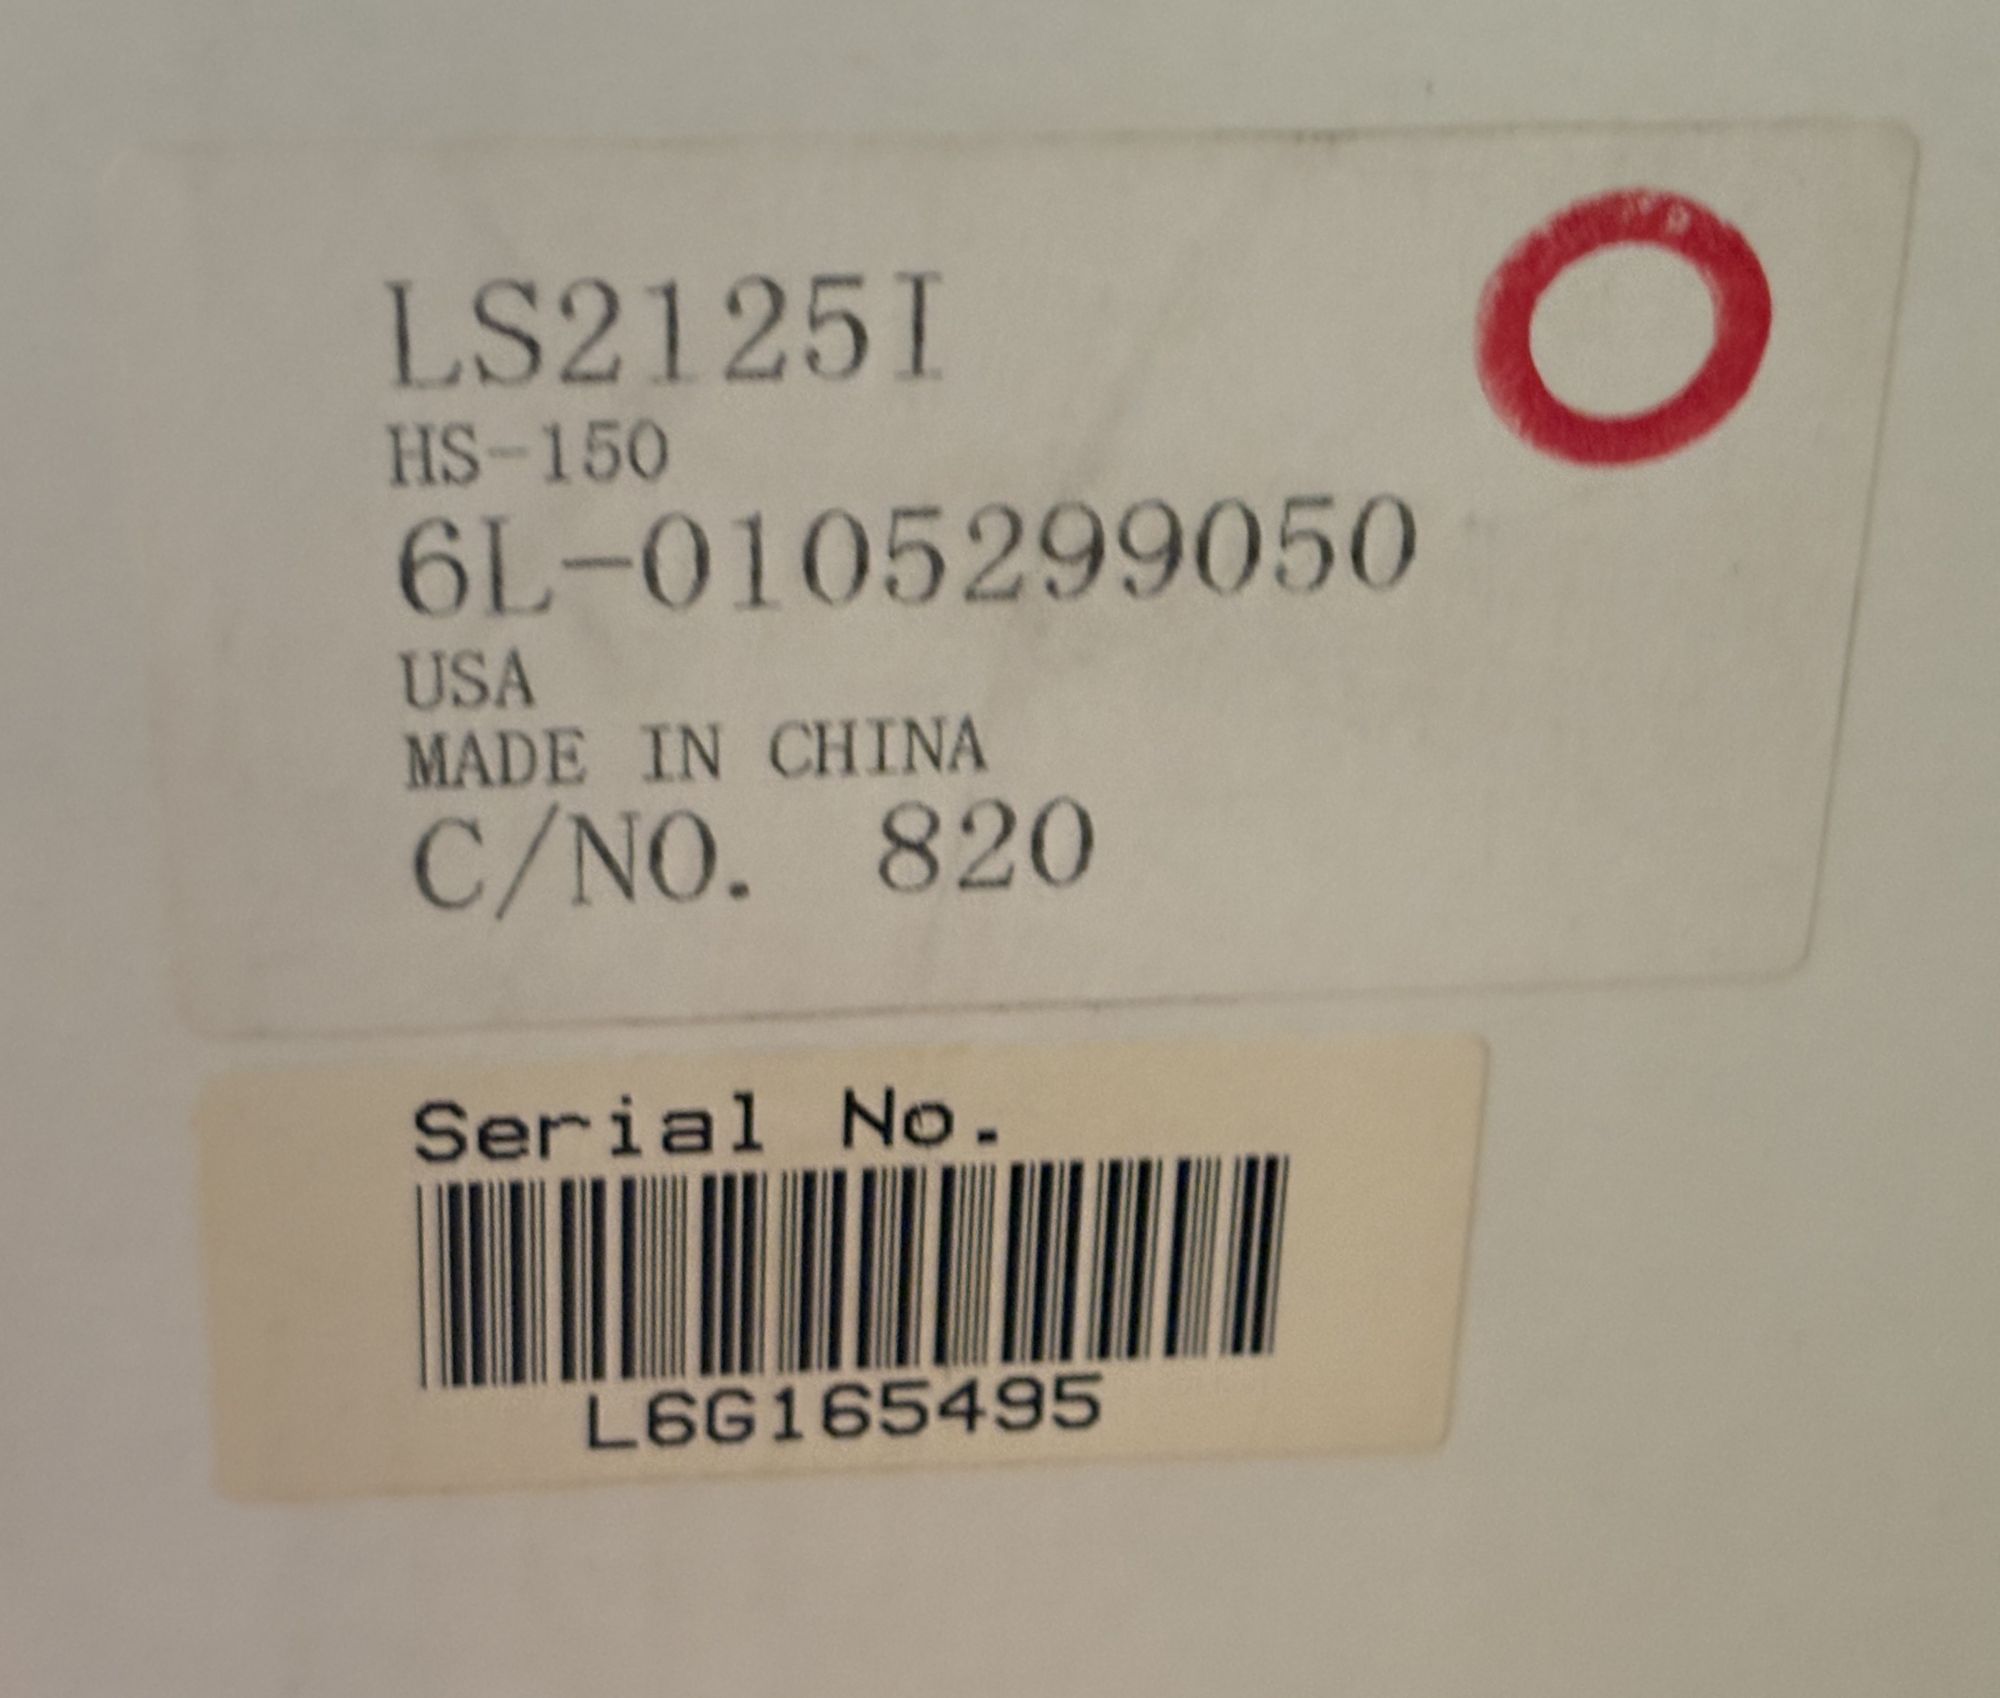 LS2125I
HS-150
6L-0105299050
USA
MADE IN CHINA
C/NO. 820
Serial No.
L6G165495